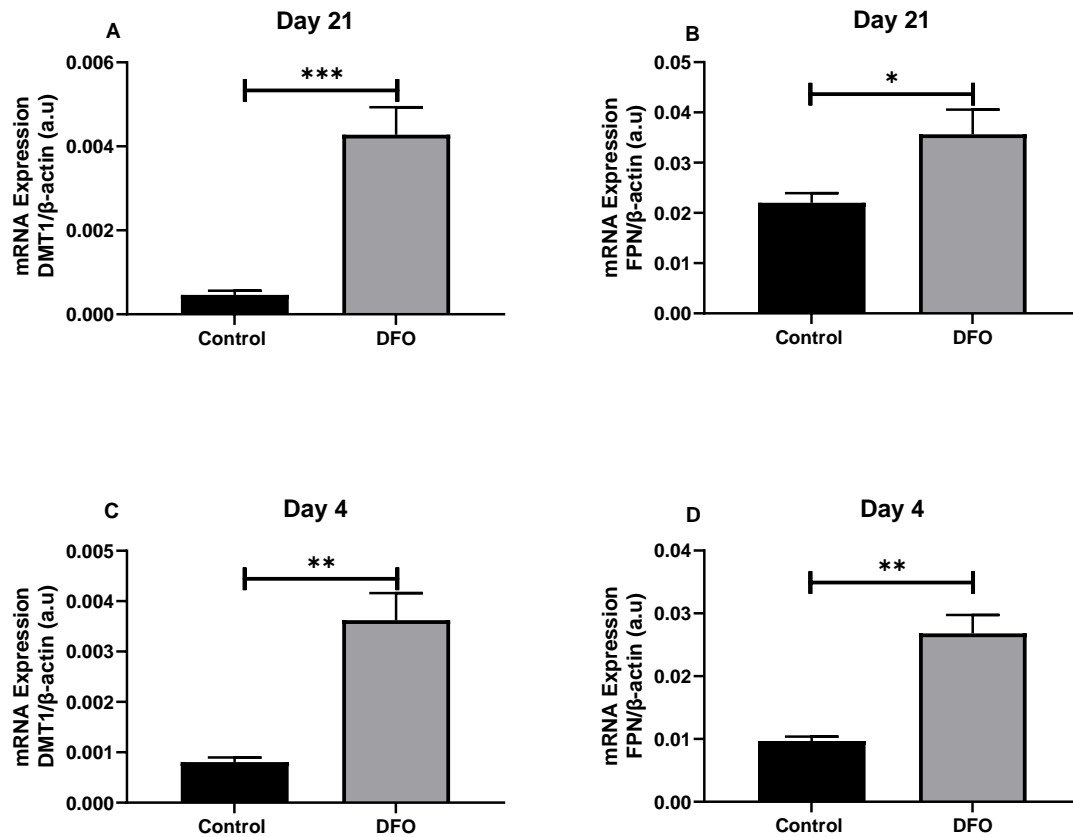 A
Day 21
mRNA Expression
DMT1/β-actin (a.u)
0.006
0.004
0.002
0.000
***
Control
DFO
B
Day 21
mRNA Expression
FPN/β-actin (a.u)
0.05
0.04
0.03
0.02
0.01
0.00
*
Control
DFO
C
Day 4
mRNA Expression
DMT1/β-actin (a.u)
0.005
0.004
0.003
0.002
0.001
0.000
**
Control
DFO
D
Day 4
mRNA Expression
FPN/β-actin (a.u)
0.04
0.03
0.02
0.01
0.00
**
Control
DFO